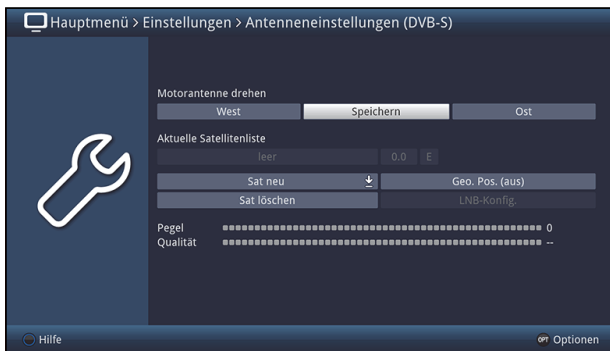 Hauptmenü > Einstellungen > Antenneneinstellungen (DVB-S)
Motorantenne drehen
West Speichern Ost
Aktuelle Satellitenliste
leer 0.0 E
Sat neu Geo. Pos. (aus)
Sat löschen LNB-Konfig.
Pegel 0
Qualität --
Hilfe OPT Optionen